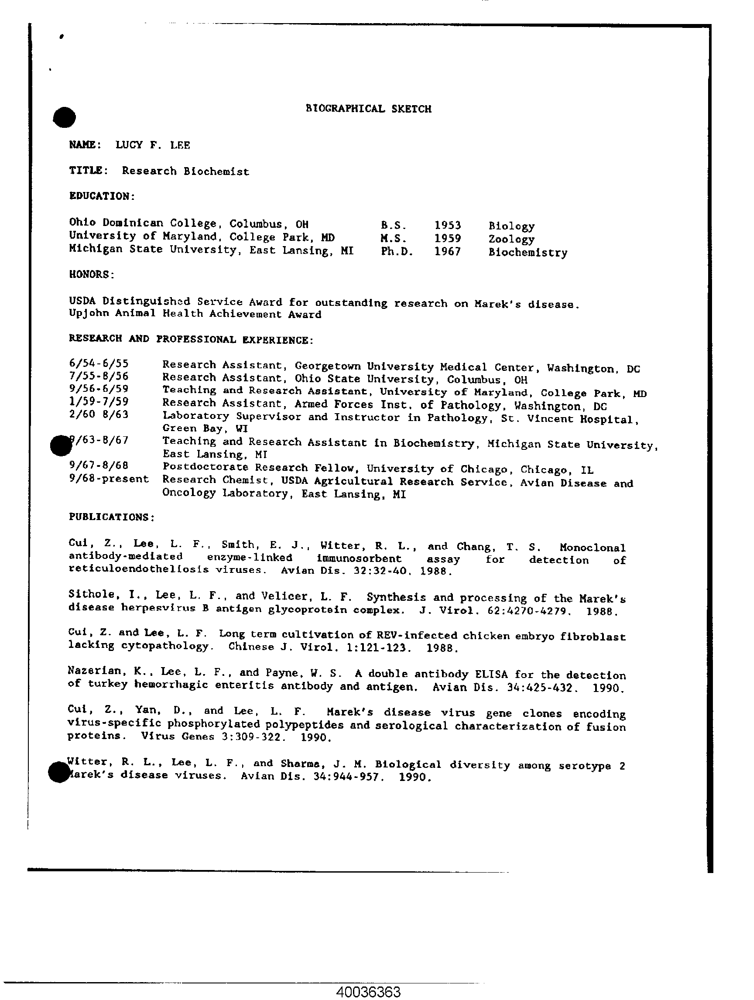 BIOGRAPHICAL SKETCH
NAME: LUCY F. LEE
TITLE: Research Biochemist
EDUCATION:
Ohio Dominican College, Columbus, OH B.S. 1953 Biology
University of Maryland, College Park, MD M.S. 1959 Zoology
Michigan State University, East Lansing, MI Ph.D. 1967 Biochemistry
HONORS:
USDA Distinguished Service Award for outstanding research on Marek's disease.
Upjohn Animal Health Achievement Award
RESEARCH AND PROFESSIONAL EXPERIENCE:
6/54-6/55 Research Assistant, Georgetown University Medical Center, Washington, DC
7/55-8/56 Research Assistant, Ohio State University, Columbus, OH
9/56-6/59 Teaching and Research Assistant, University of Maryland, College Park, MD
1/59-7/59 Research Assistant, Armed Forces Inst. of Pathology, Washington, DC
2/60 8/63 Laboratory Supervisor and Instructor in Pathology, St. Vincent Hospital,
Green Bay, WI
9/63-8/67 Teaching and Research Assistant in Biochemistry, Michigan State University,
East Lansing, MI
9/67-8/68 Postdoctorate Research Fellow, University of Chicago, Chicago, IL
9/68-present Research Chemist, USDA Agricultural Research Service, Avian Disease and
Oncology Laboratory, East Lansing, MI
PUBLICATIONS:
Cui, Z., Lee, L. F., Smith, E. J., Witter, R. L., and Chang, T. S. Monoclonal
antibody-mediated enzyme-linked immunosorbent assay for detection of
reticuloendotheliosis viruses. Avian Dis. 32:32-40. 1988.
Sithole, I., Lee, L. F., and Velicer, L. F. Synthesis and processing of the Marek's
disease herpesvirus B antigen glycoprotein complex. J. Virol. 62:4270-4279. 1988.
Cui, Z. and Lee, L. F. Long term cultivation of REV-infected chicken embryo fibroblast
lacking cytopathology. Chinese J. Virol. 1:121-123. 1988.
Nazerian, K., Lee, L. F., and Payne, W. S. A double antibody ELISA for the detection
of turkey hemorrhagic enteritis antibody and antigen. Avian Dis. 34:425-432. 1990.
Cui, Z., Yan, D., and Lee, L. F. Marek's disease virus gene clones encoding
virus-specific phosphorylated polypeptides and serological characterization of fusion
proteins. Virus Genes 3:309-322. 1990.
Witter, R. L., Lee, L. F., and Sharma, J. M. Biological diversity among serotype 2
Marek's disease viruses. Avian Dis. 34:944-957. 1990.
40036363